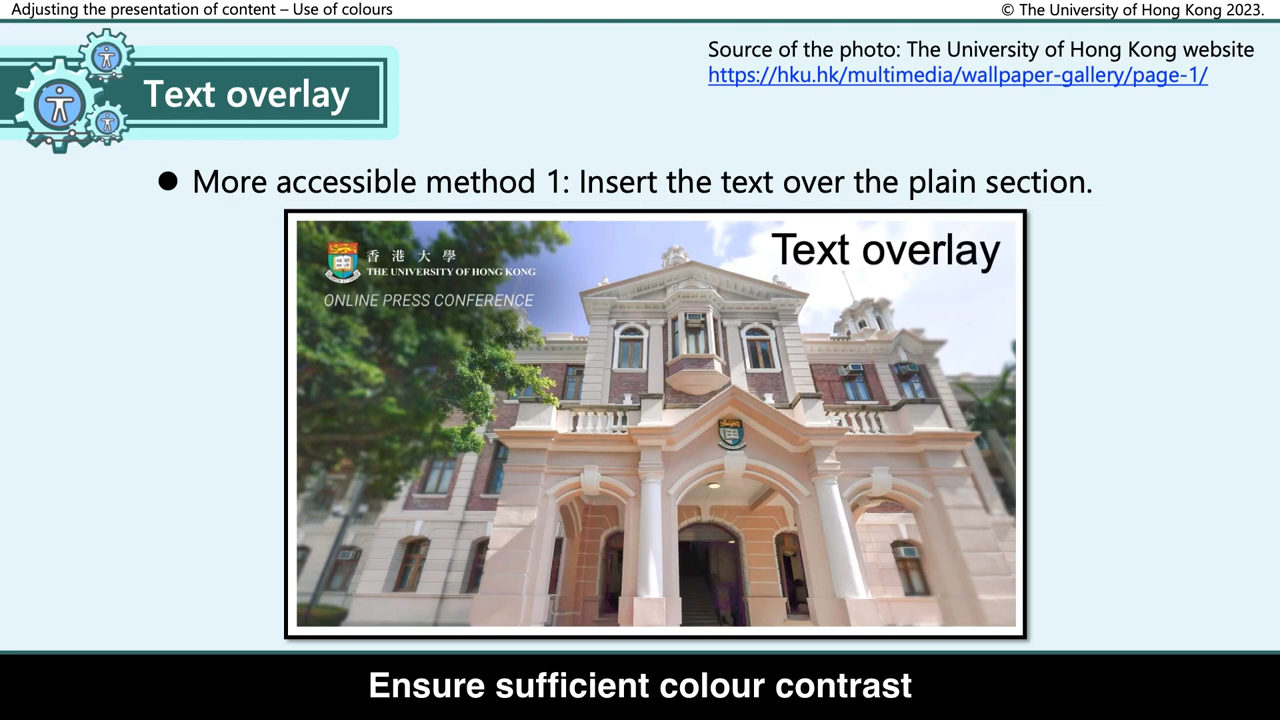 Adjusting the presentation of content – Use of colours
© The University of Hong Kong 2023.
Source of the photo: The University of Hong Kong website
https://hku.hk/multimedia/wallpaper-gallery/page-1/
Text overlay
● More accessible method 1: Insert the text over the plain section.
Text overlay
香港大學
THE UNIVERSITY OF HONG KONG
ONLINE PRESS CONFERENCE
Ensure sufficient colour contrast